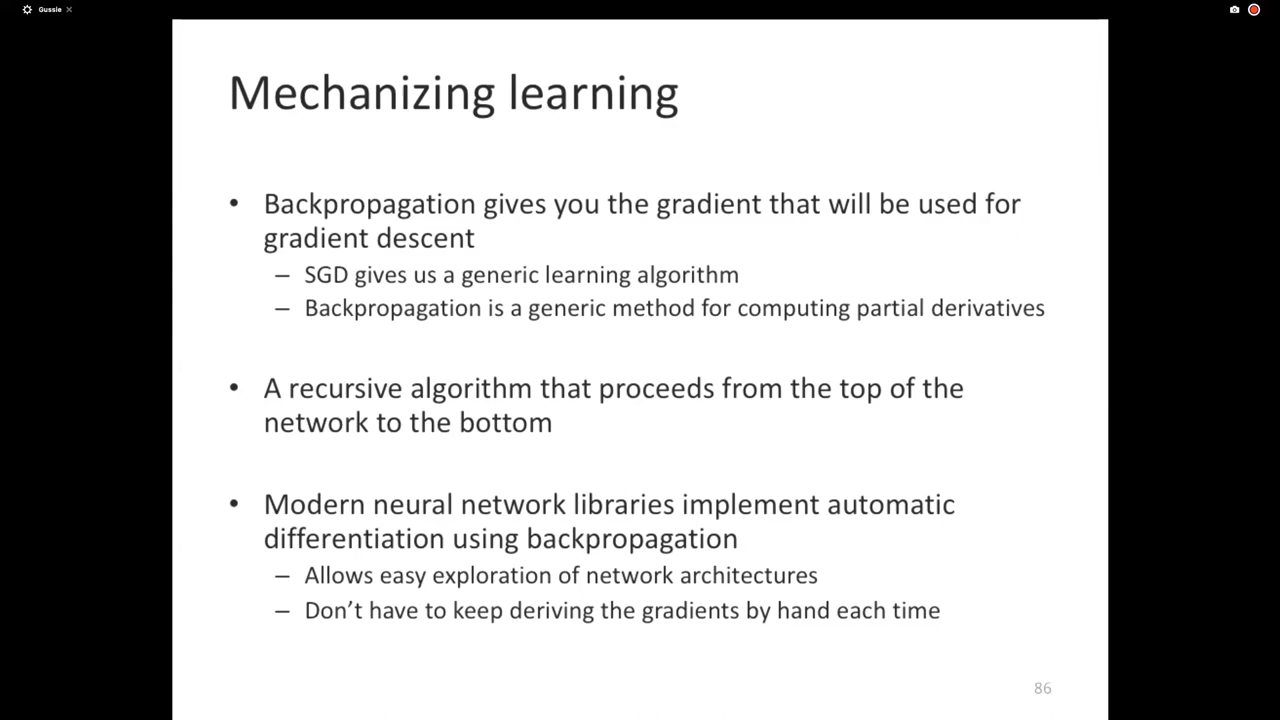 Gussie
Mechanizing learning
• Backpropagation gives you the gradient that will be used for
gradient descent
– SGD gives us a generic learning algorithm
– Backpropagation is a generic method for computing partial derivatives
• A recursive algorithm that proceeds from the top of the
network to the bottom
• Modern neural network libraries implement automatic
differentiation using backpropagation
– Allows easy exploration of network architectures
– Don’t have to keep deriving the gradients by hand each time
86